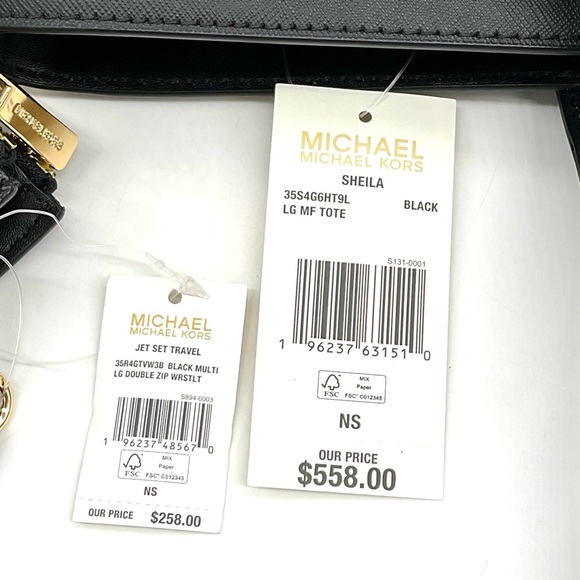 MICHAEL
MICHAEL KORS
SHEILA
35S4G6HT9L BLACK
LG MF TOTE
S131-0001
1 96237 63151 0
FSC
MIX
Paper
FSC® C012345
NS
OUR PRICE
$558.00
MICHAEL
MICHAEL KORS
JET SET TRAVEL
35R4GTVW3B BLACK MULTI
LG DOUBLE ZIP WRSTLT
S894-0003
1 96237 48567 0
FSC
MIX
Paper
FSC® C012345
NS
OUR PRICE $258.00